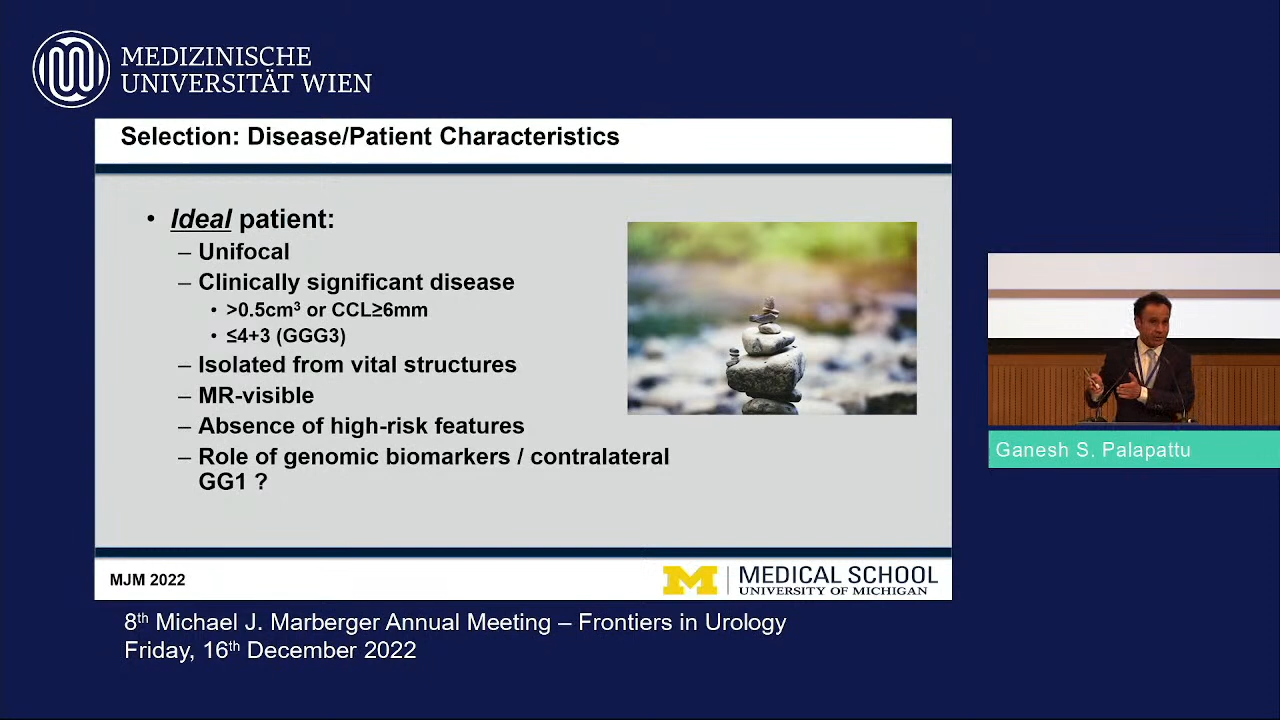 MEDIZINISCHE
UNIVERSITÄT WIEN
Selection: Disease/Patient Characteristics
• Ideal patient:
– Unifocal
– Clinically significant disease
• >0.5cm³ or CCL≥6mm
• ≤4+3 (GGG3)
– Isolated from vital structures
– MR-visible
– Absence of high-risk features
– Role of genomic biomarkers / contralateral
GG1 ?
MJM 2022
M | MEDICAL SCHOOL
UNIVERSITY OF MICHIGAN
Ganesh S. Palapattu
8th Michael J. Marberger Annual Meeting – Frontiers in Urology
Friday, 16th December 2022